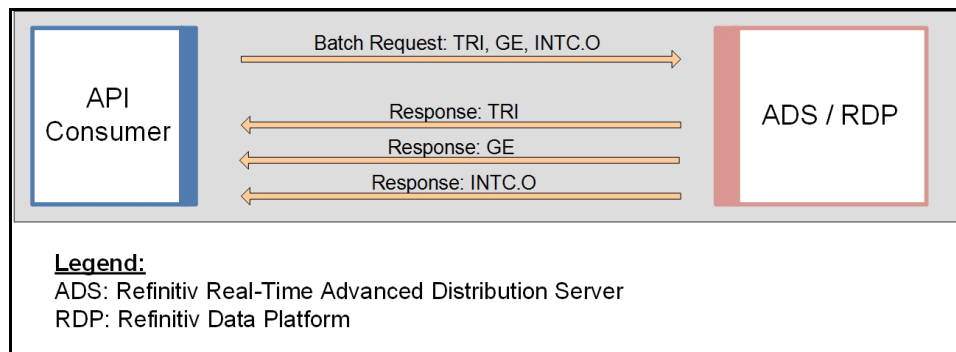 Batch Request: TRI, GE, INTC.O
API
Consumer
ADS / RDP
Response: TRI
Response: GE
Response: INTC.O
Legend:
ADS: Refinitiv Real-Time Advanced Distribution Server
RDP: Refinitiv Data Platform